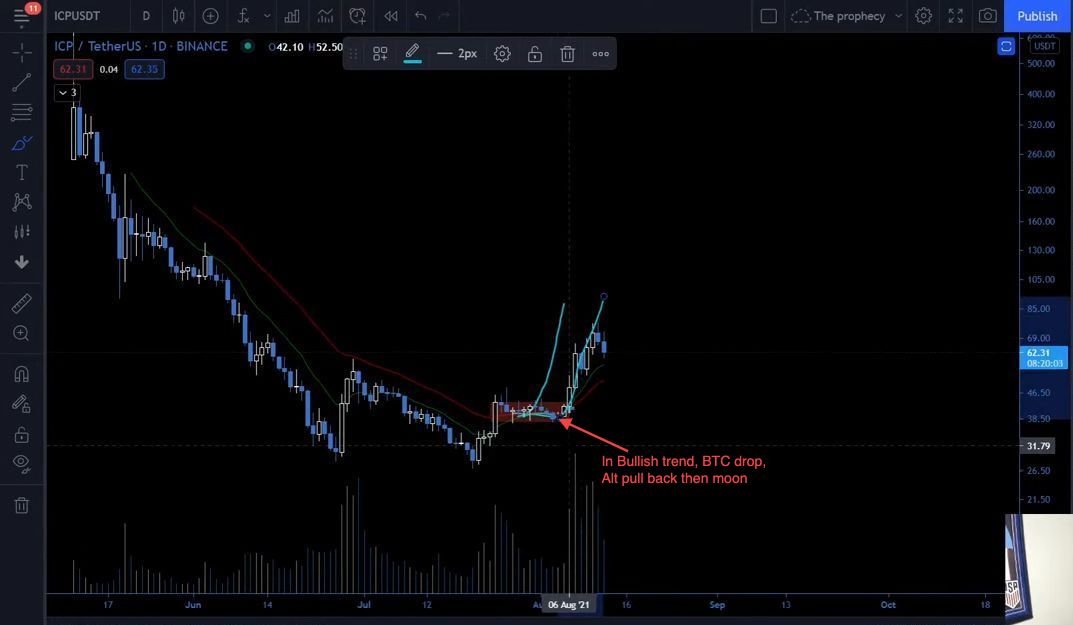 11
ICPUSDT
D
The prophecy
Publish
ICP / TetherUS · 1D · BINANCE
O42.10 H52.50
2px
USDT
62.31
0.04
62.35
3
500.00
400.00
320.00
260.00
200.00
160.00
130.00
105.00
85.00
69.00
62.31
08:20:03
46.50
38.50
31.79
26.50
21.50
In Bullish trend, BTC drop,
Alt pull back then moon
17
Jun
14
Jul
12
06 Aug '21
16
Sep
13
Oct
18